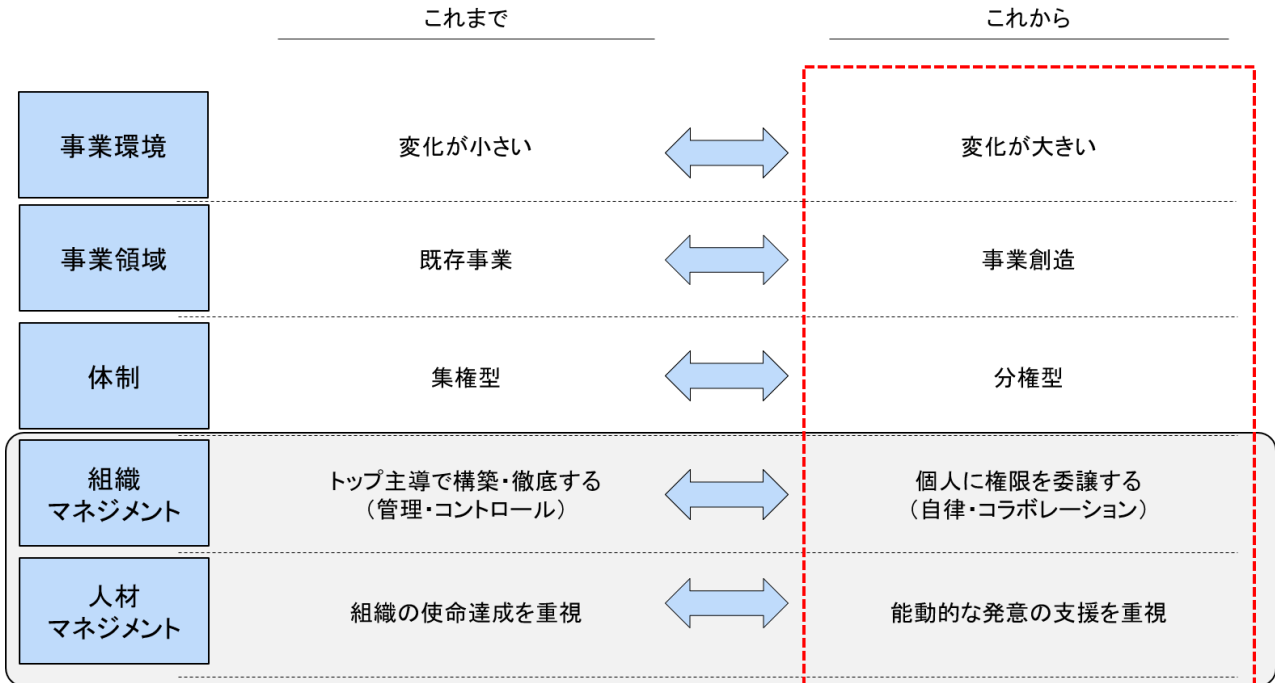 これまで
これから
事業環境
変化が小さい
変化が大きい
事業領域
既存事業
事業創造
体制
集権型
分権型
組織
マネジメント
トップ主導で構築・徹底する
（管理・コントロール）
個人に権限を委譲する
（自律・コラボレーション）
人材
マネジメント
組織の使命達成を重視
能動的な発意の支援を重視